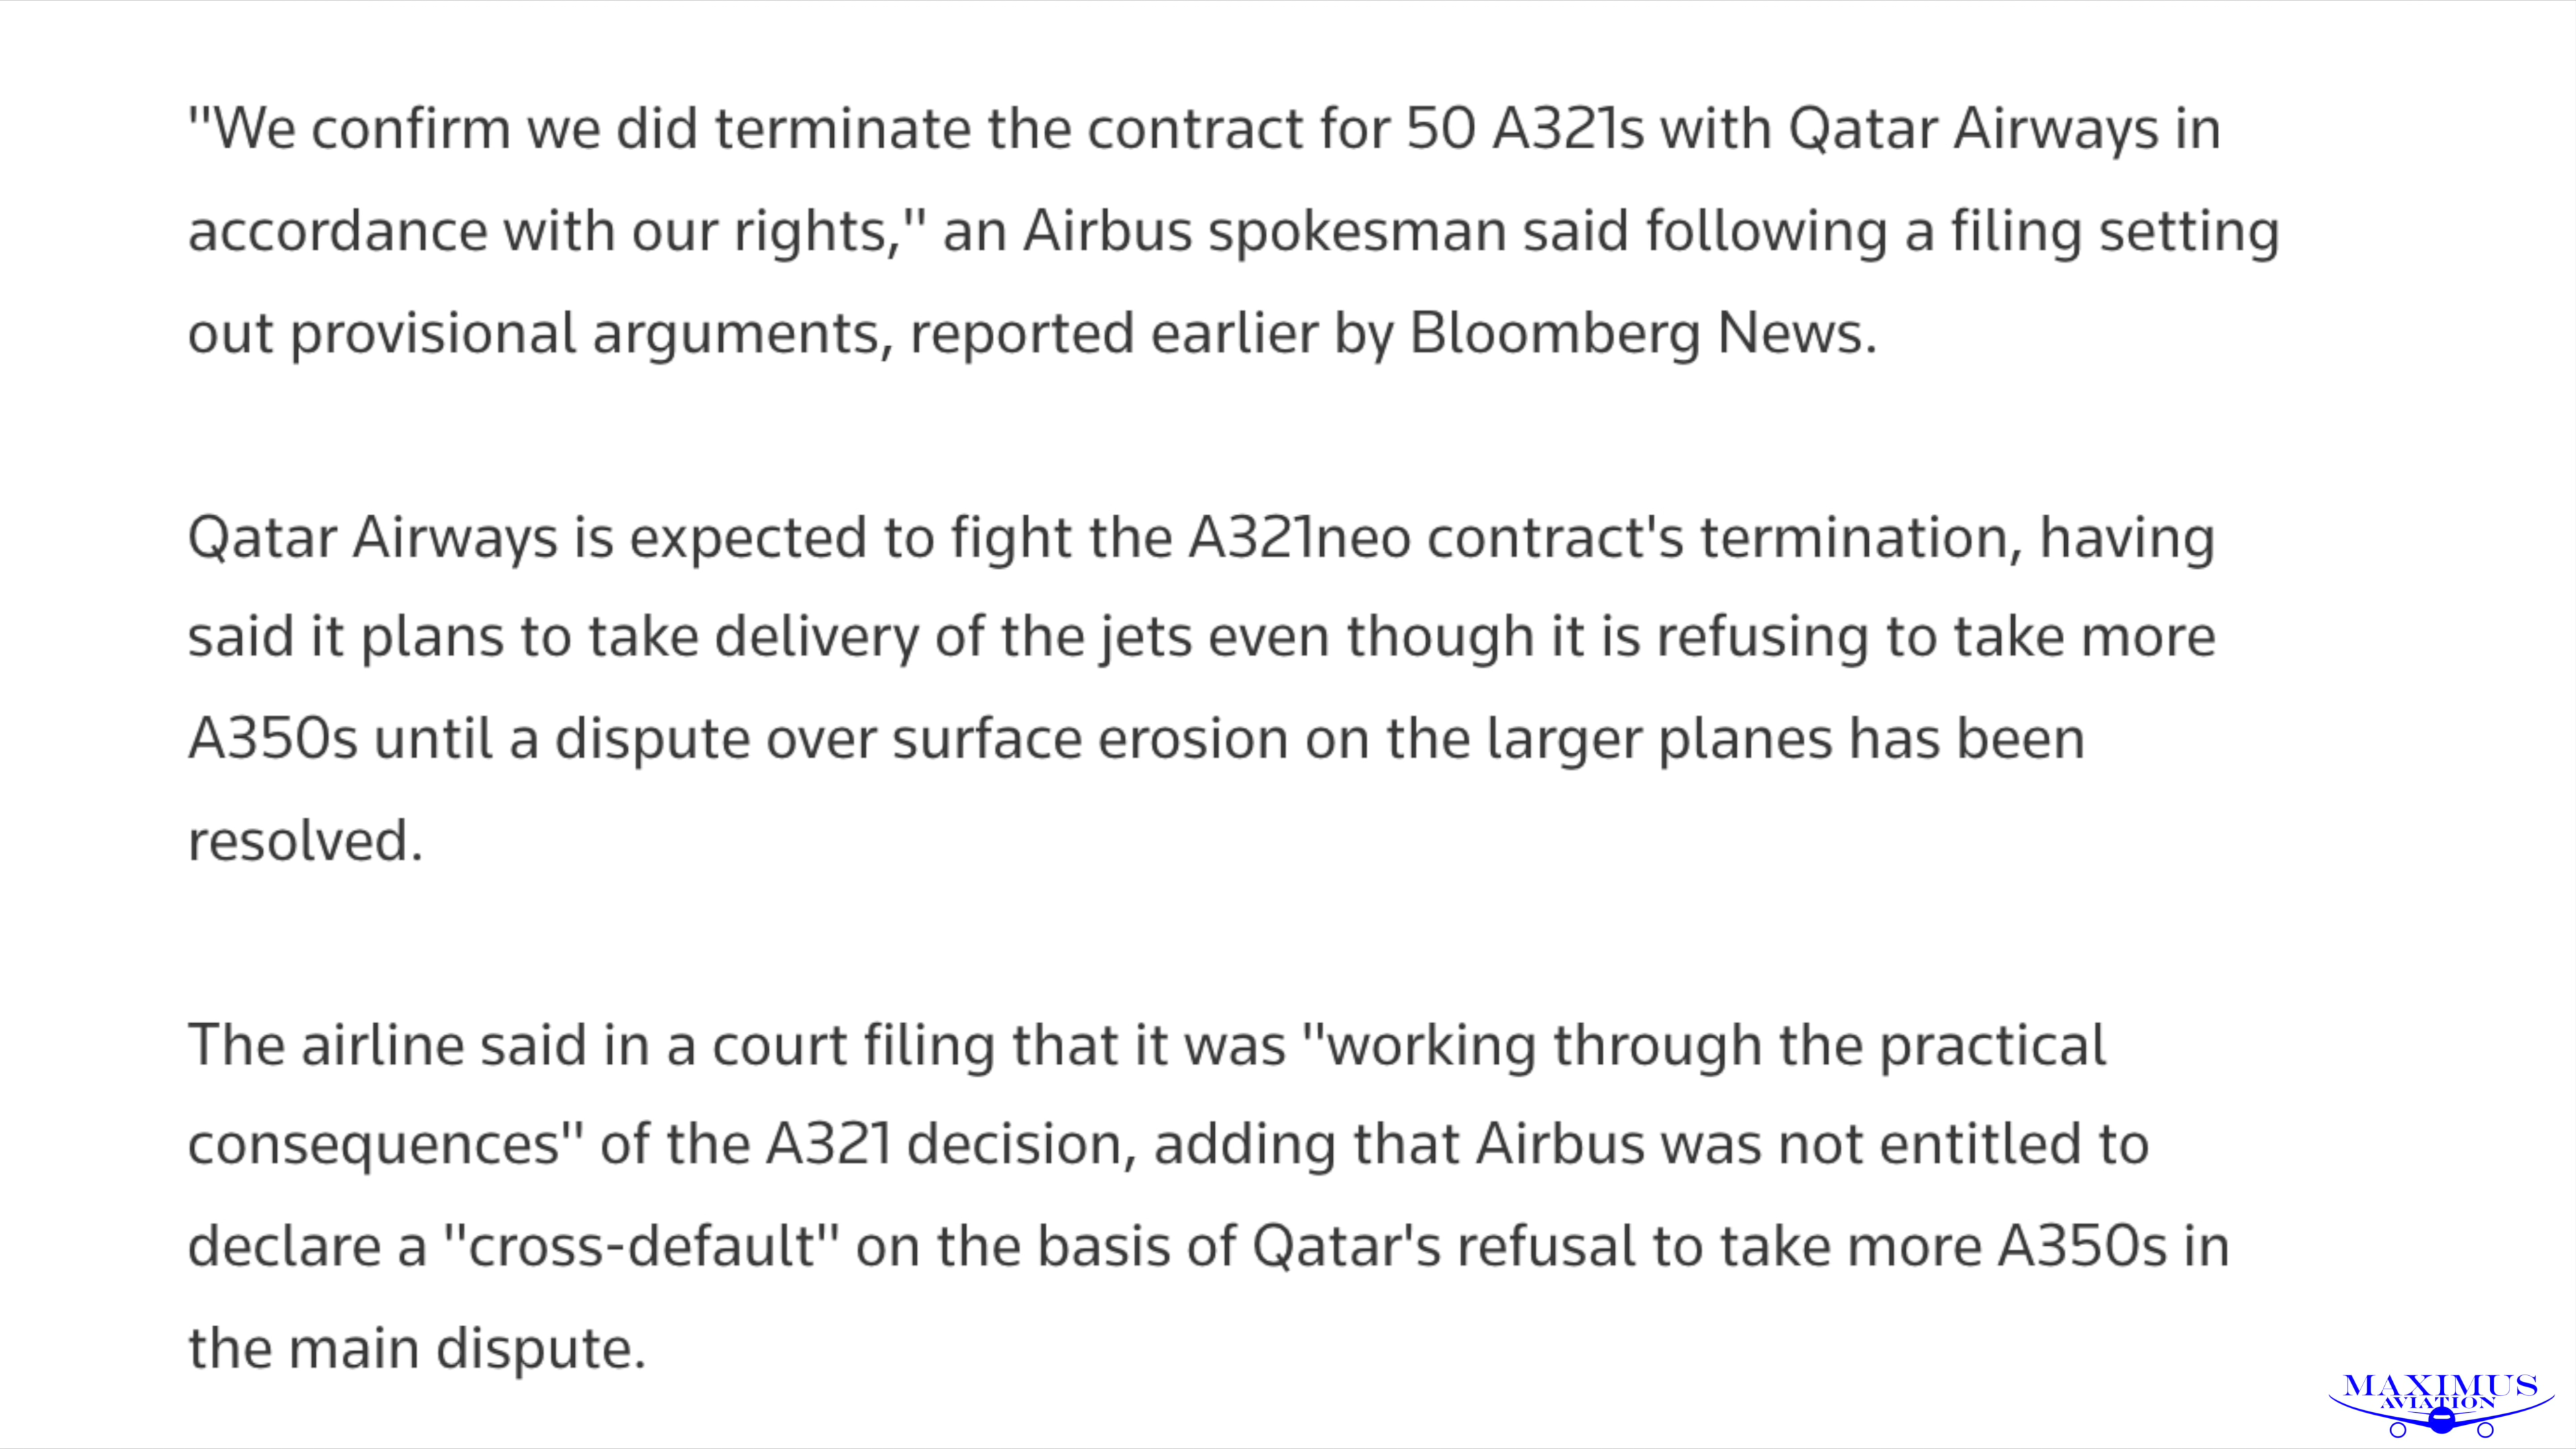 "We confirm we did terminate the contract for 50 A321s with Qatar Airways in
accordance with our rights," an Airbus spokesman said following a filing setting
out provisional arguments, reported earlier by Bloomberg News.
Qatar Airways is expected to fight the A321neo contract's termination, having
said it plans to take delivery of the jets even though it is refusing to take more
A350s until a dispute over surface erosion on the larger planes has been
resolved.
The airline said in a court filing that it was "working through the practical
consequences" of the A321 decision, adding that Airbus was not entitled to
declare a "cross-default" on the basis of Qatar's refusal to take more A350s in
the main dispute.
MAXIMUS
AVIATION